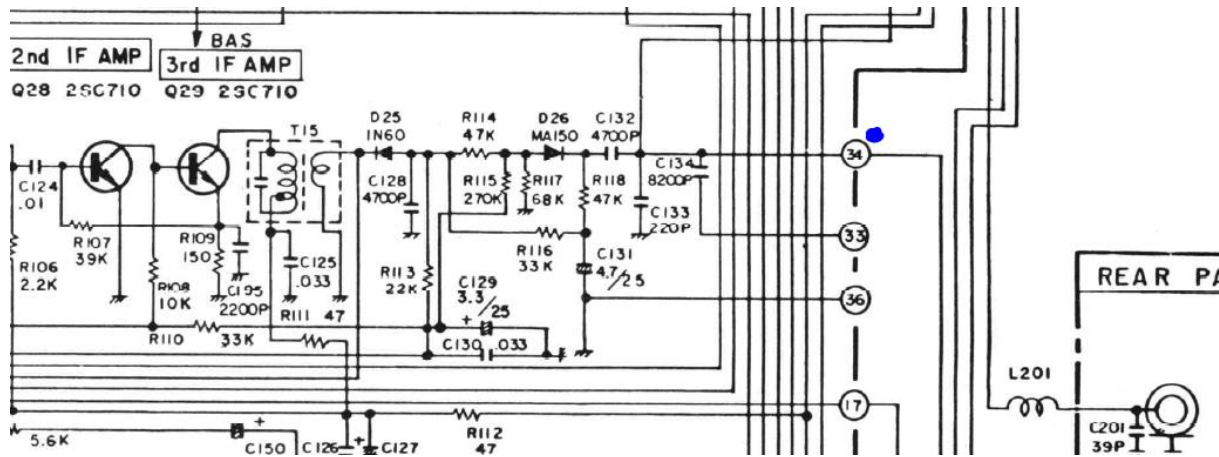 BAS
2nd IF AMP
3rd IF AMP
Q28 2SC710
Q29 2SC710
T15
D25
1N60
R114
47K
D26
MA150
C132
4700P
34
C124
.01
C128
4700P
R115
270K
R117
68K
R118
47K
C134
8200P
C133
220P
33
R107
39K
R109
150
R116
33K
C131
4.7/25
R106
2.2K
R108
10K
C195
2200P
C125
.033
R113
22K
C129
3.3/25
36
REAR PA
R111 47
R110 33K
C130 .033
L201
17
5.6K
C150
C126
C127
R112
47
C201
39P